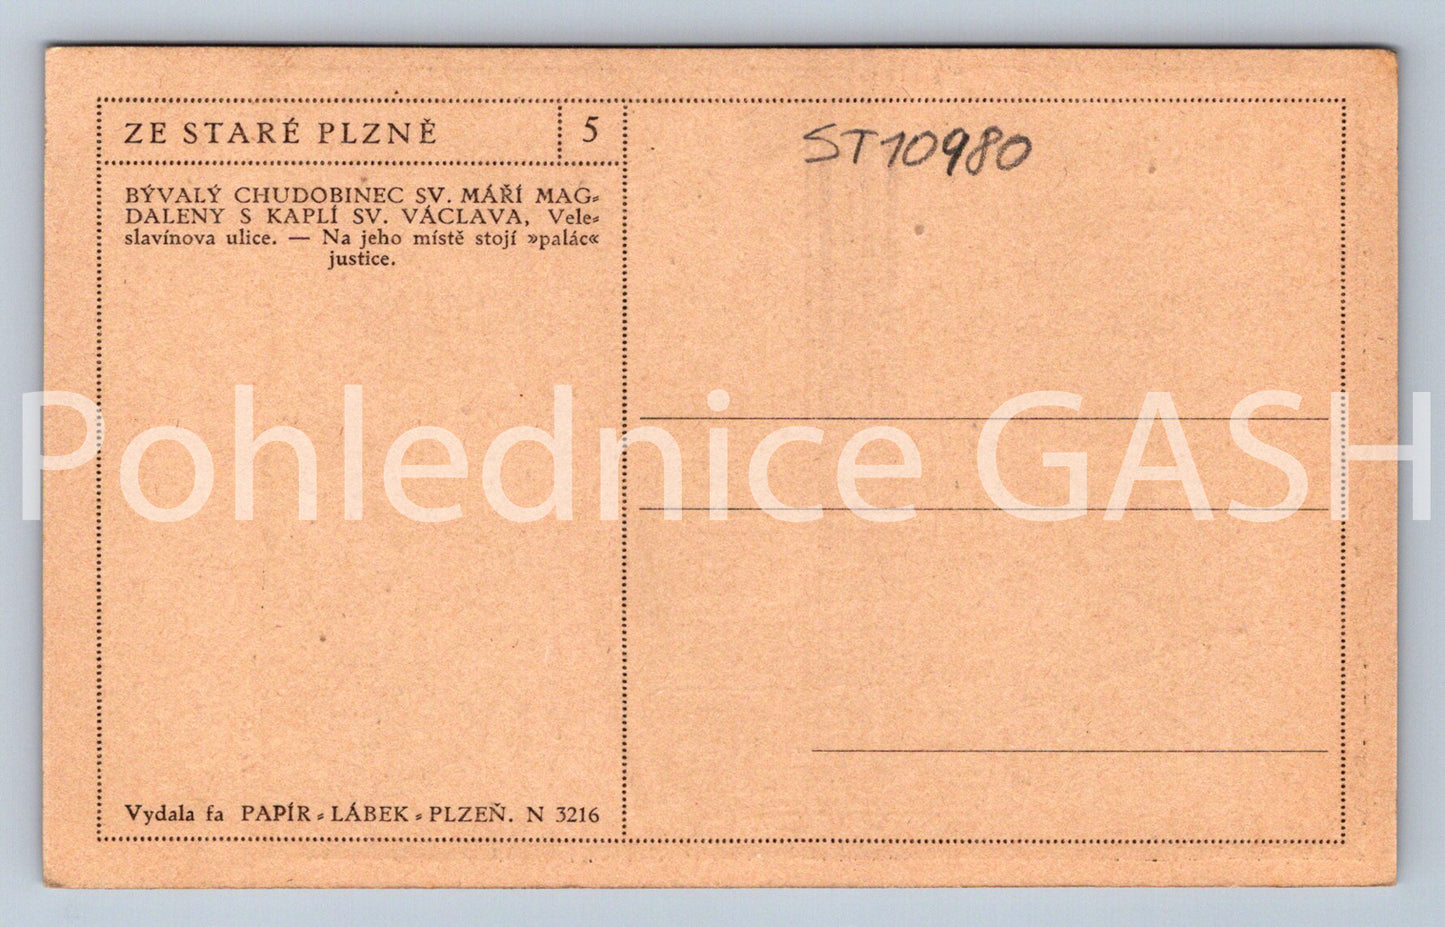 ZE STARÉ PLZNĚ
5
BÝVALÝ CHUDOBINEC SV. MÁŘÍ MAG-
DALENY S KAPLÍ SV. VÁCLAVA, Vele-
slavínova ulice. — Na jeho místě stojí »palác«
justice.
ST10980
Pohlednice GASH
Vydala fa PAPÍR-LÁBEK-PLZEŇ. N 3216